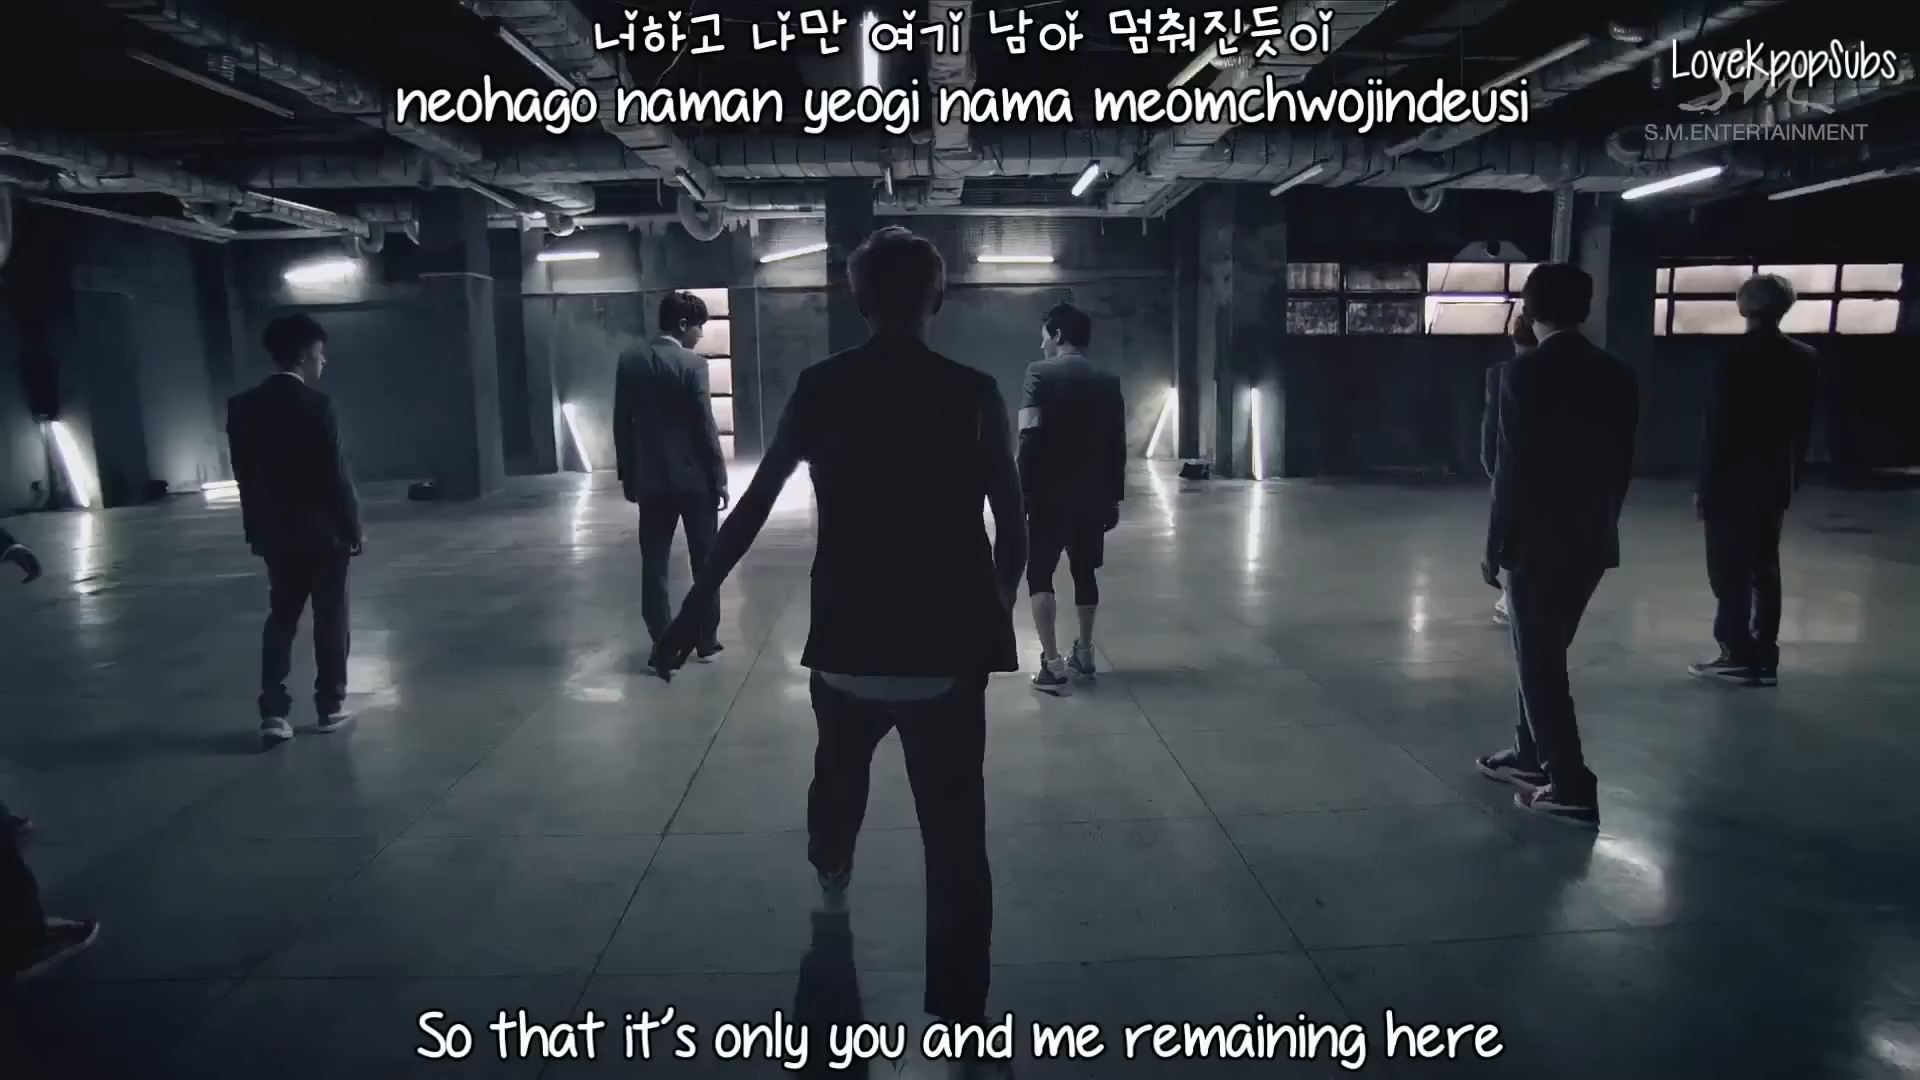 너하고 나만 여기 남아 멈춰진듯이
neohago naman yeogi nama meomchwojindeusi
LoveKpopSubs
SM
S.M.ENTERTAINMENT
So that it's only you and me remaining here